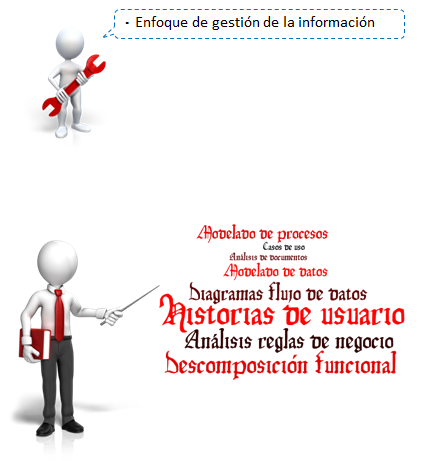 · Enfoque de gestión de la información
Modelado de procesos
Casos de uso
Análisis de documentos
Modelado de datos
Diagramas flujo de datos
Historias de usuario
Análisis reglas de negocio
Descomposición funcional